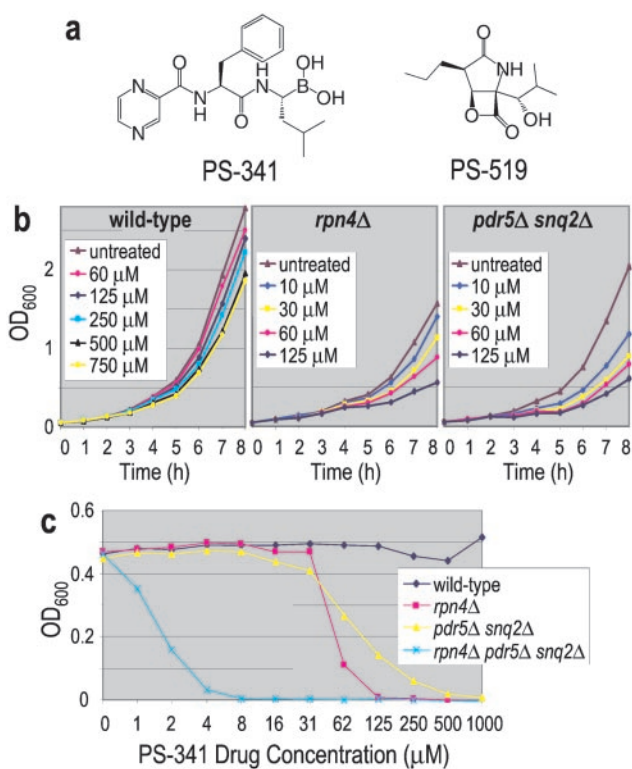 a
O
N
H
O
H
N
B
OH
OH
N
N
O
O
NH
O
O
OH
PS-341
PS-519
b
wild-type
rpn4Δ
pdr5Δ snq2Δ
untreated
60 µM
125 µM
250 µM
500 µM
750 µM
untreated
10 µM
30 µM
60 µM
125 µM
untreated
10 µM
30 µM
60 µM
125 µM
OD600
2
1
0
0 1 2 3 4 5 6 7 8
0 1 2 3 4 5 6 7 8
0 1 2 3 4 5 6 7 8
Time (h)
Time (h)
Time (h)
c
OD600
0.6
0.4
0.2
0
wild-type
rpn4Δ
pdr5Δ snq2Δ
rpn4Δ pdr5Δ snq2Δ
0 1 2 4 8 16 31 62 125 250 500 1000
PS-341 Drug Concentration (µM)